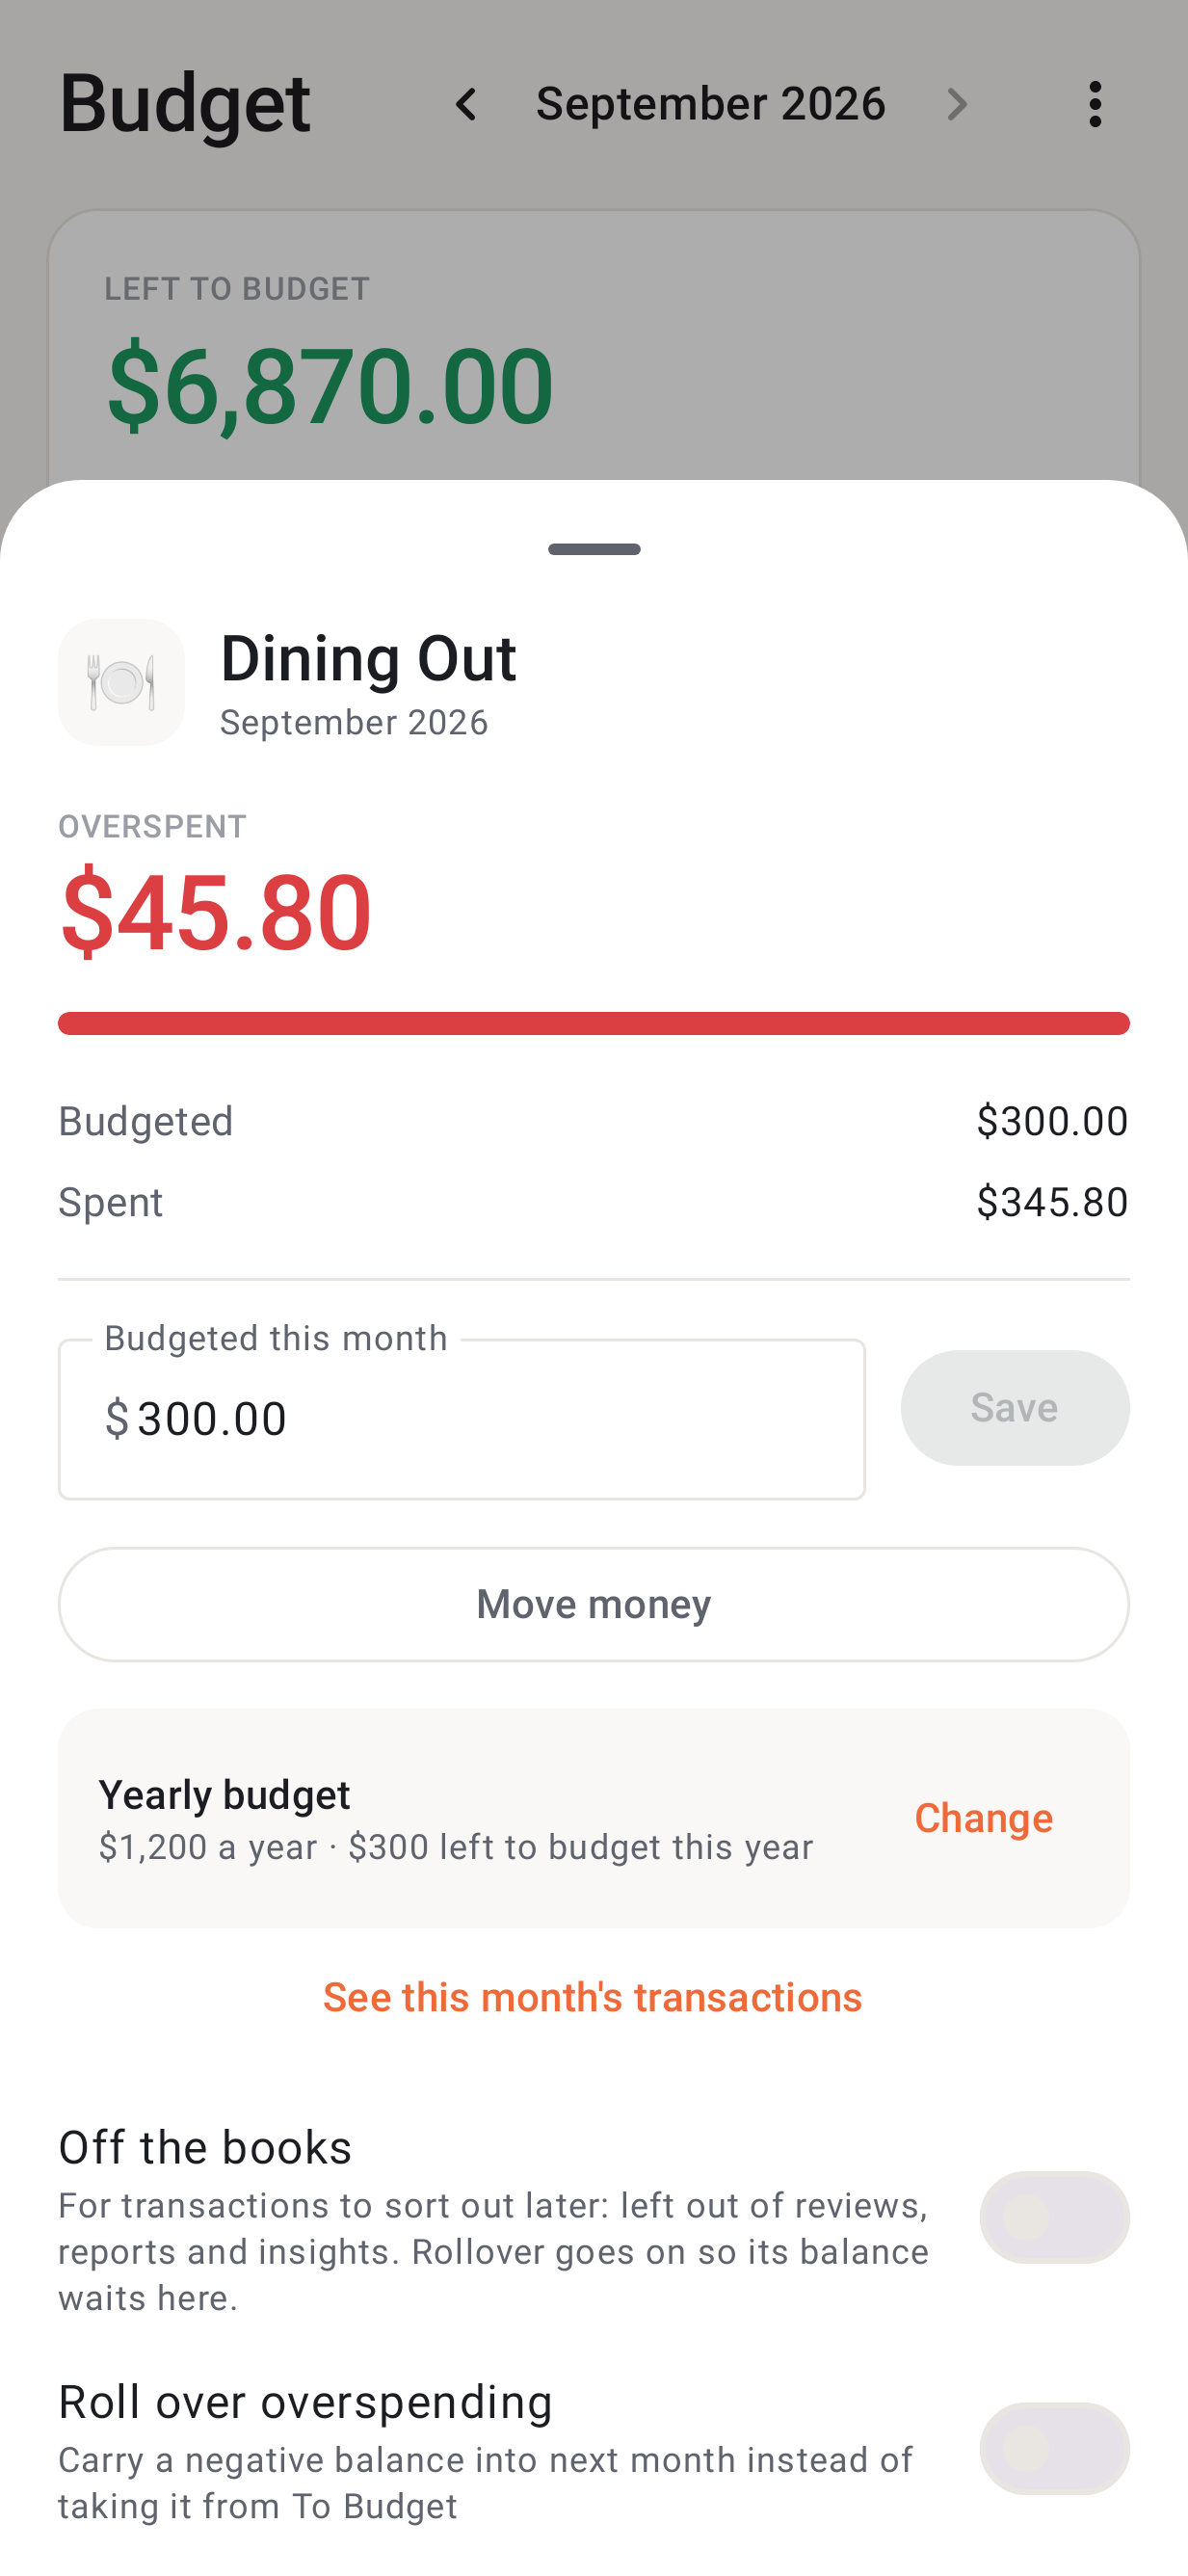 Budget
September 2026
LEFT TO BUDGET
$6,870.00
Dining Out
September 2026
OVERSPENT
$45.80
Budgeted
$300.00
Spent
$345.80
Budgeted this month
$300.00
Save
Move money
Yearly budget
$1,200 a year · $300 left to budget this year
Change
See this month's transactions
Off the books
For transactions to sort out later: left out of reviews,
reports and insights. Rollover goes on so its balance
waits here.
Roll over overspending
Carry a negative balance into next month instead of
taking it from To Budget